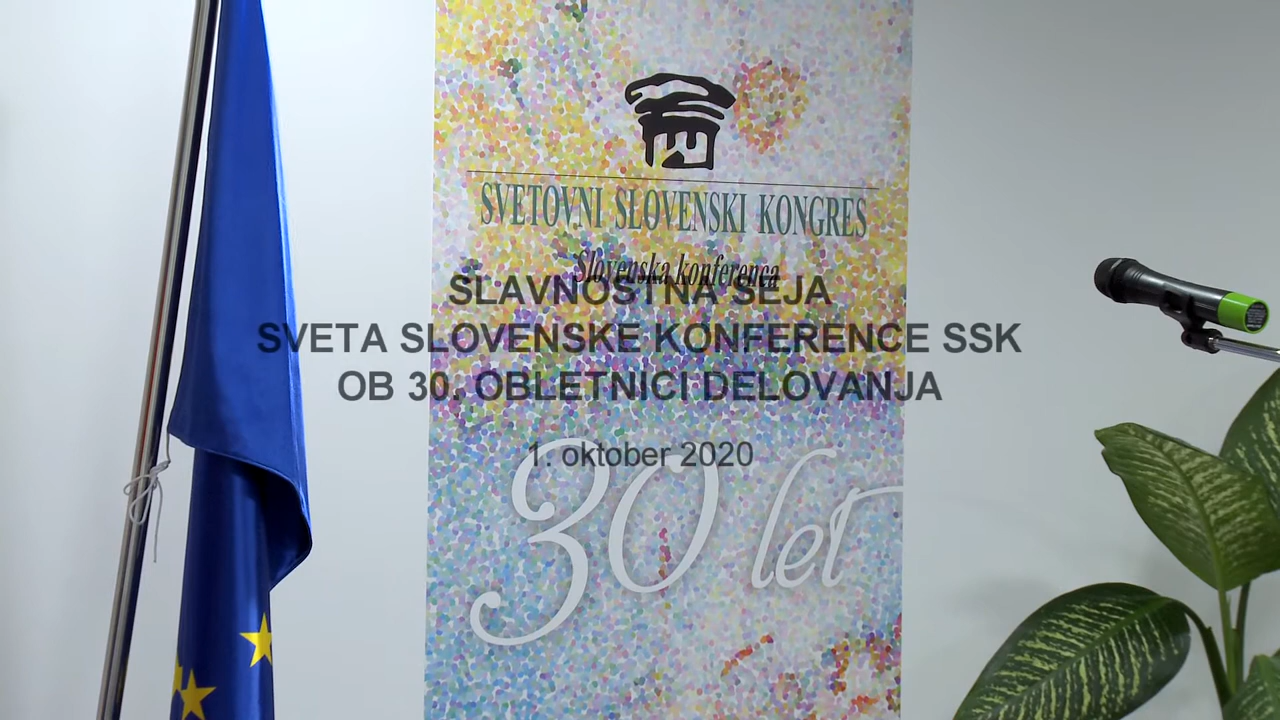 SVETOVNI SLOVENSKI KONGRES
Slovenska konferenca
SLAVNOSTNA SEJA
SVETA SLOVENSKE KONFERENCE SSK
OB 30. OBLETNICI DELOVANJA
1. oktober 2020
30 let